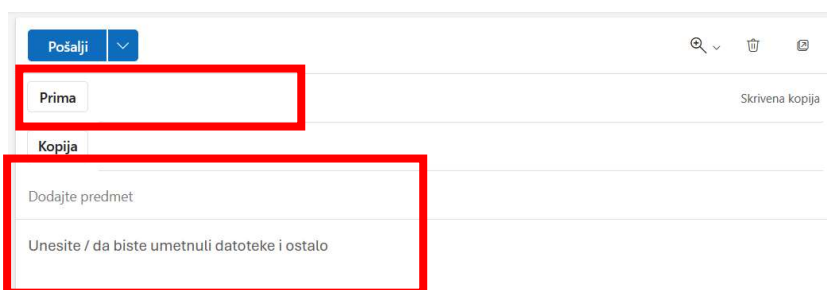 Pošalji
Prima
Skrivena kopija
Kopija
Dodajte predmet
Unesite / da biste umetnuli datoteke i ostalo